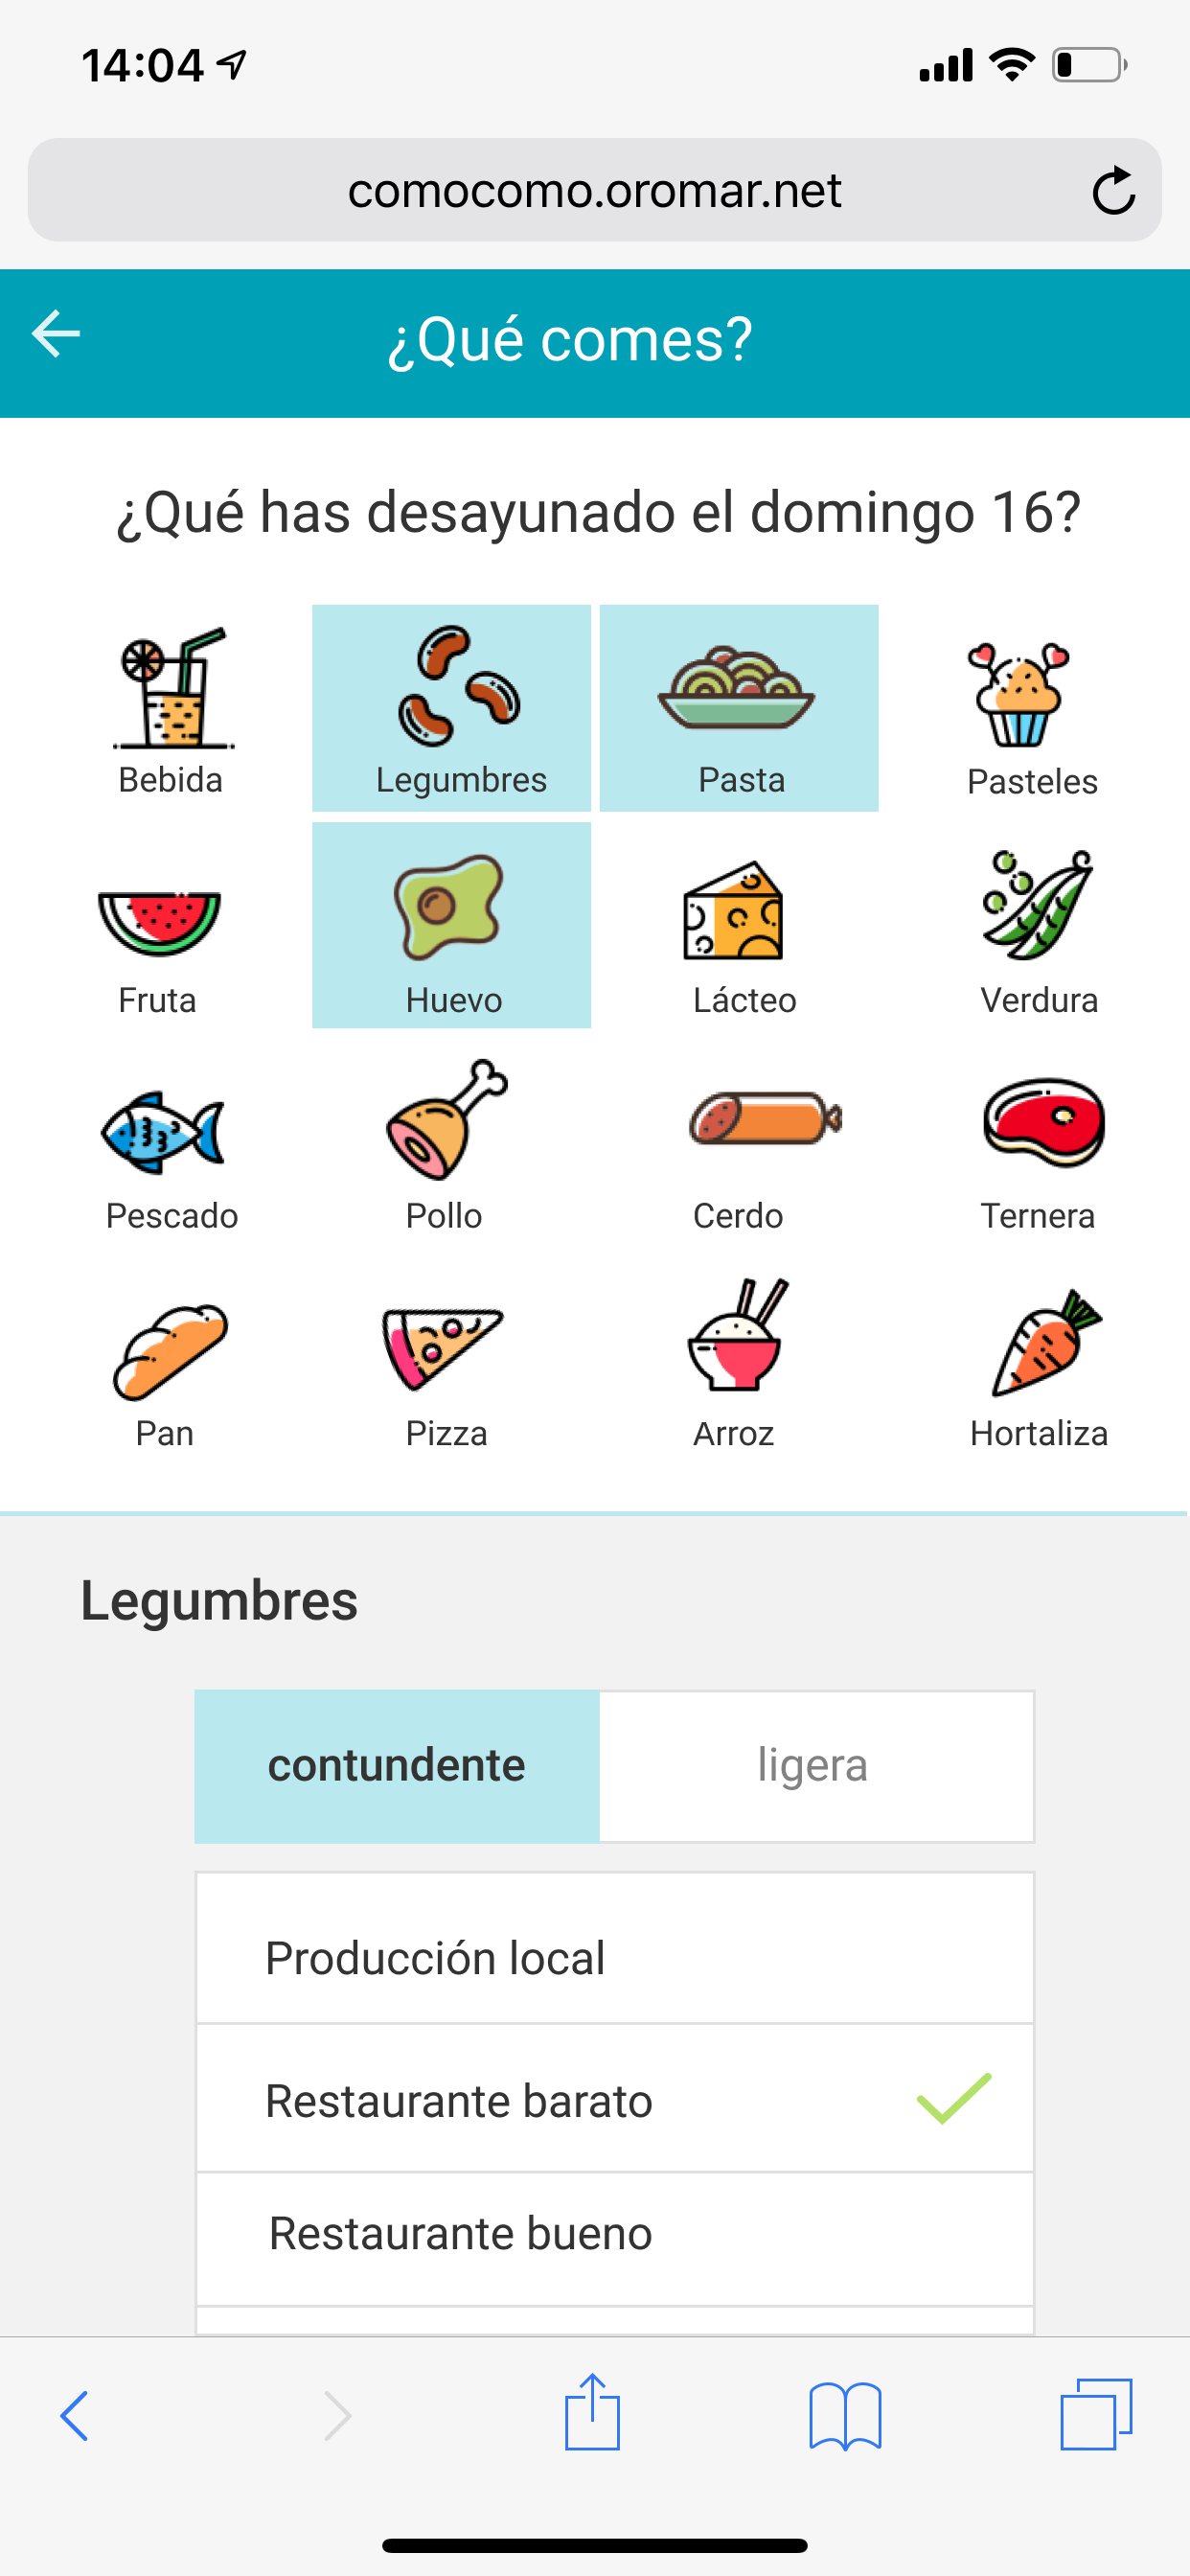 14:04
comocomo.oromar.net
¿Qué comes?
¿Qué has desayunado el domingo 16?
Bebida
Legumbres
Pasta
Pasteles
Fruta
Huevo
Lácteo
Verdura
Pescado
Pollo
Cerdo
Ternera
Pan
Pizza
Arroz
Hortaliza
Legumbres
contundente
ligera
Producción local
Restaurante barato
Restaurante bueno